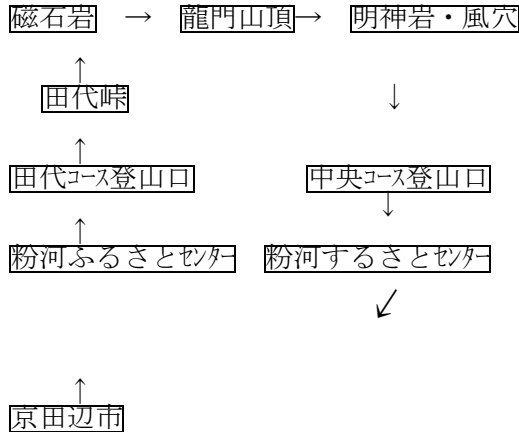 磁石岩 → 龍門山頂→ 明神岩・風穴
↑
田代峠 ↓
↑
田代ｺｰｽ登山口 中央ｺｰｽ登山口
↑ ↓
粉河ふるさとｾﾝﾀｰ 粉河するさとｾﾝﾀｰ
↙
↑
京田辺市